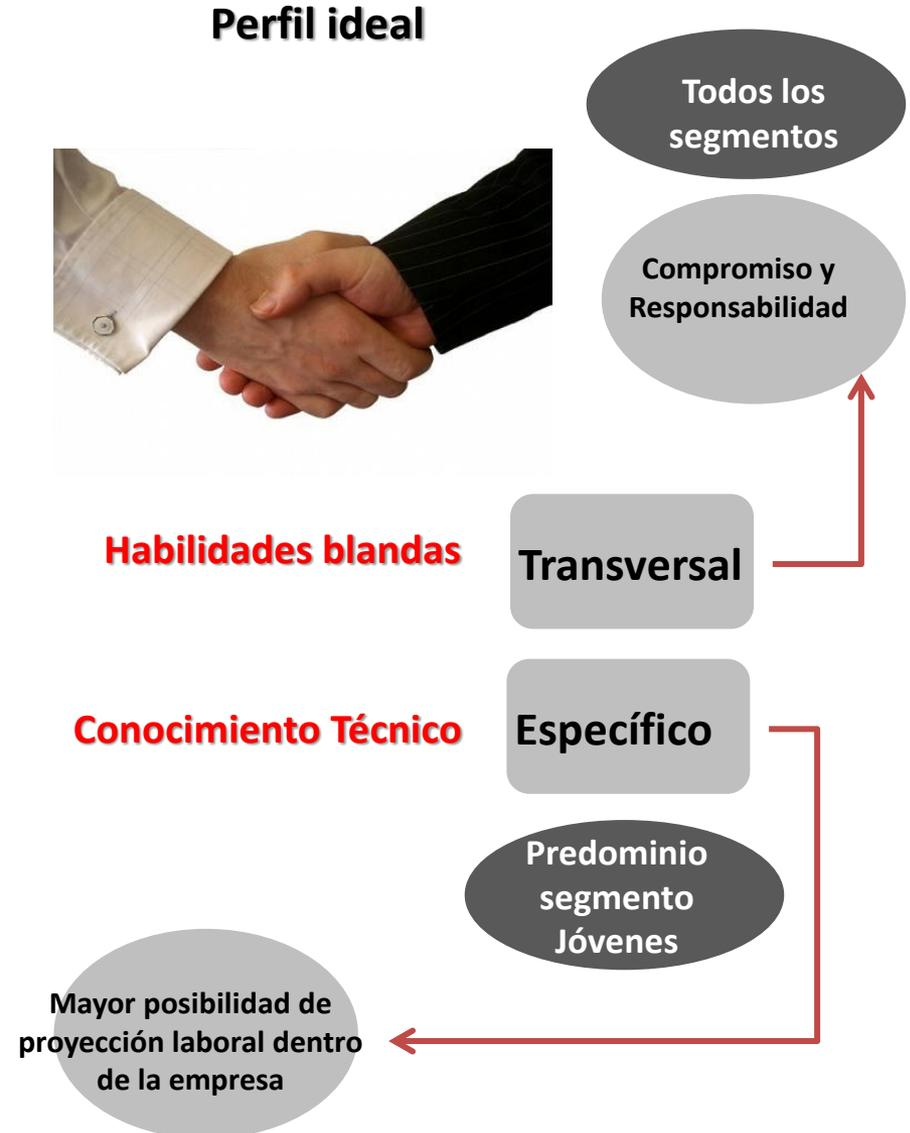 Perfil ideal
Todos los
segmentos
Compromiso y
Responsabilidad
Habilidades blandas
Transversal
Conocimiento Técnico
Específico
Predominio
segmento
Jóvenes
Mayor posibilidad de
proyección laboral dentro
de la empresa